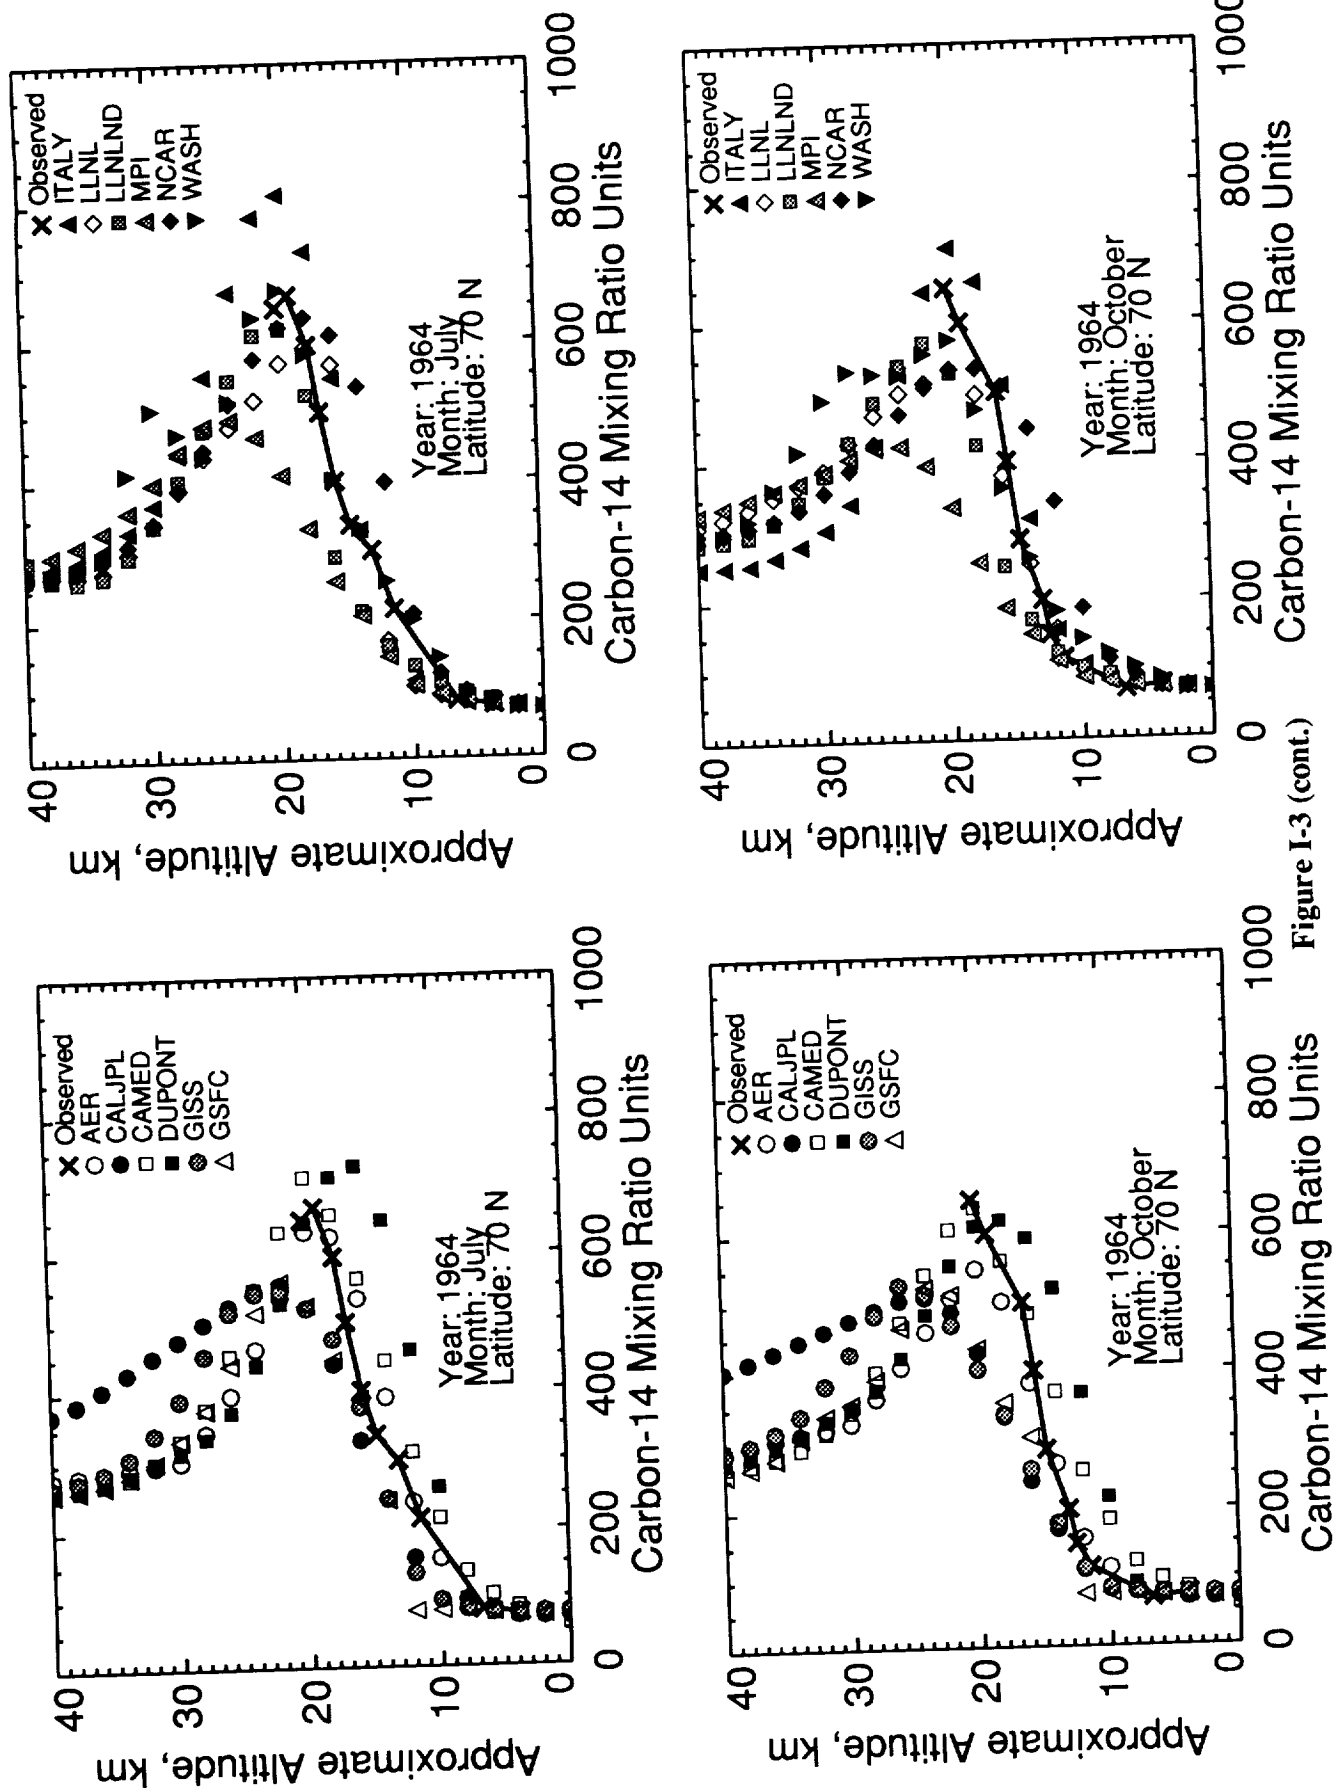 Approximate Altitude, km
40
30
20
10
0
× Observed
AER
CALJPL
CAMED
DUPONT
GISS
GSFC
Year: 1964
Month: July
Latitude: 70 N
0 200 400 600 800 1000
Carbon-14 Mixing Ratio Units
Approximate Altitude, km
40
30
20
10
0
× Observed
ITALY
LLNL
LLNLND
MPI
NCAR
WASH
Year: 1964
Month: July
Latitude: 70 N
0 200 400 600 800 1000
Carbon-14 Mixing Ratio Units
Approximate Altitude, km
40
30
20
10
0
× Observed
AER
CALJPL
CAMED
DUPONT
GISS
GSFC
Year: 1964
Month: October
Latitude: 70 N
0 200 400 600 800 1000
Carbon-14 Mixing Ratio Units
Approximate Altitude, km
40
30
20
10
0
× Observed
ITALY
LLNL
LLNLND
MPI
NCAR
WASH
Year: 1964
Month: October
Latitude: 70 N
0 200 400 600 800 1000
Carbon-14 Mixing Ratio Units
Figure I-3 (cont.)